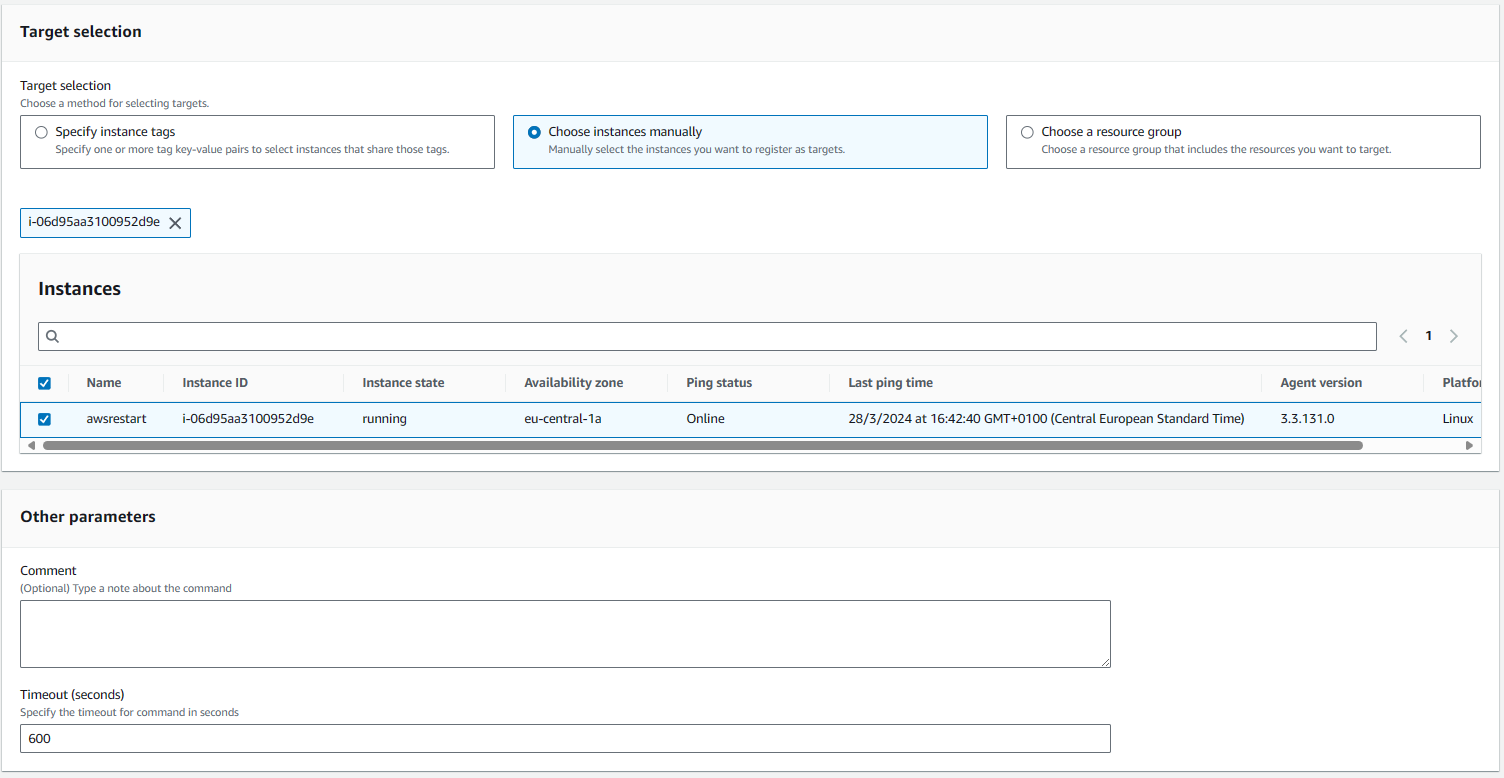 Target selection
Target selection
Choose a method for selecting targets.
Specify instance tags
Specify one or more tag key-value pairs to select instances that share those tags.
Choose instances manually
Manually select the instances you want to register as targets.
Choose a resource group
Choose a resource group that includes the resources you want to target.
i-06d95aa3100952d9e
Instances
1
Name Instance ID Instance state Availability zone Ping status Last ping time Agent version Platfor
awsrestart i-06d95aa3100952d9e running eu-central-1a Online 28/3/2024 at 16:42:40 GMT+0100 (Central European Standard Time) 3.3.131.0 Linux
Other parameters
Comment
(Optional) Type a note about the command
Timeout (seconds)
Specify the timeout for command in seconds
600